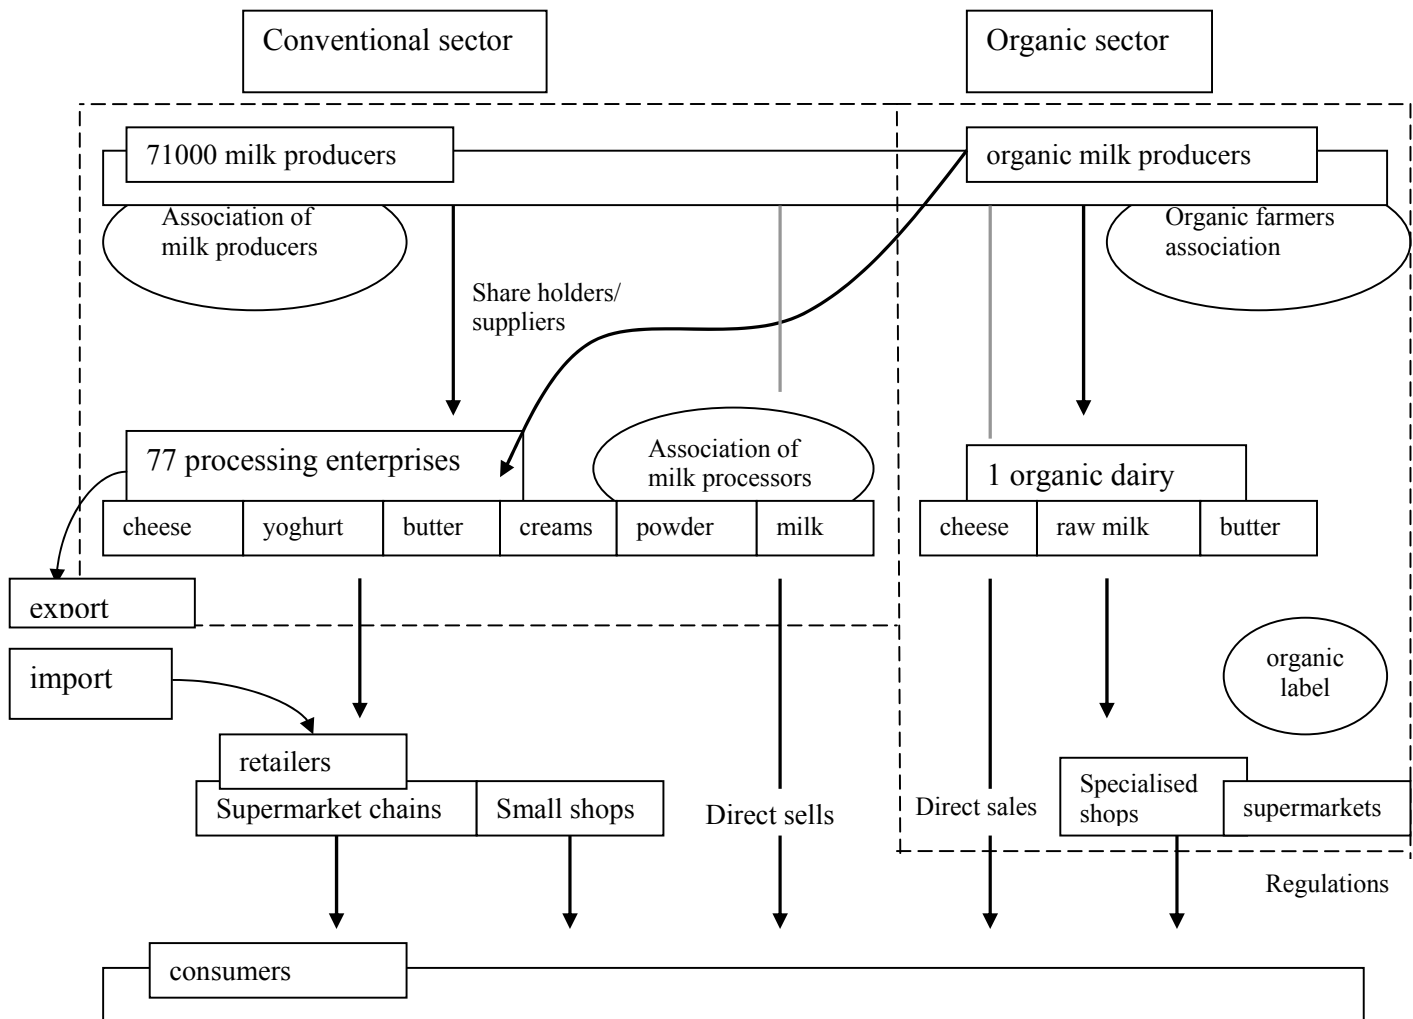 Conventional sector
Organic sector
71000 milk producers
organic milk producers
Association of
milk producers
Organic farmers
association
Share holders/
suppliers
77 processing enterprises
Association of
milk processors
1 organic dairy
cheese
yoghurt
butter
creams
powder
milk
cheese
raw milk
butter
export
import
organic
label
retailers
Supermarket chains
Small shops
Direct sells
Direct sales
Specialised
shops
supermarkets
Regulations
consumers